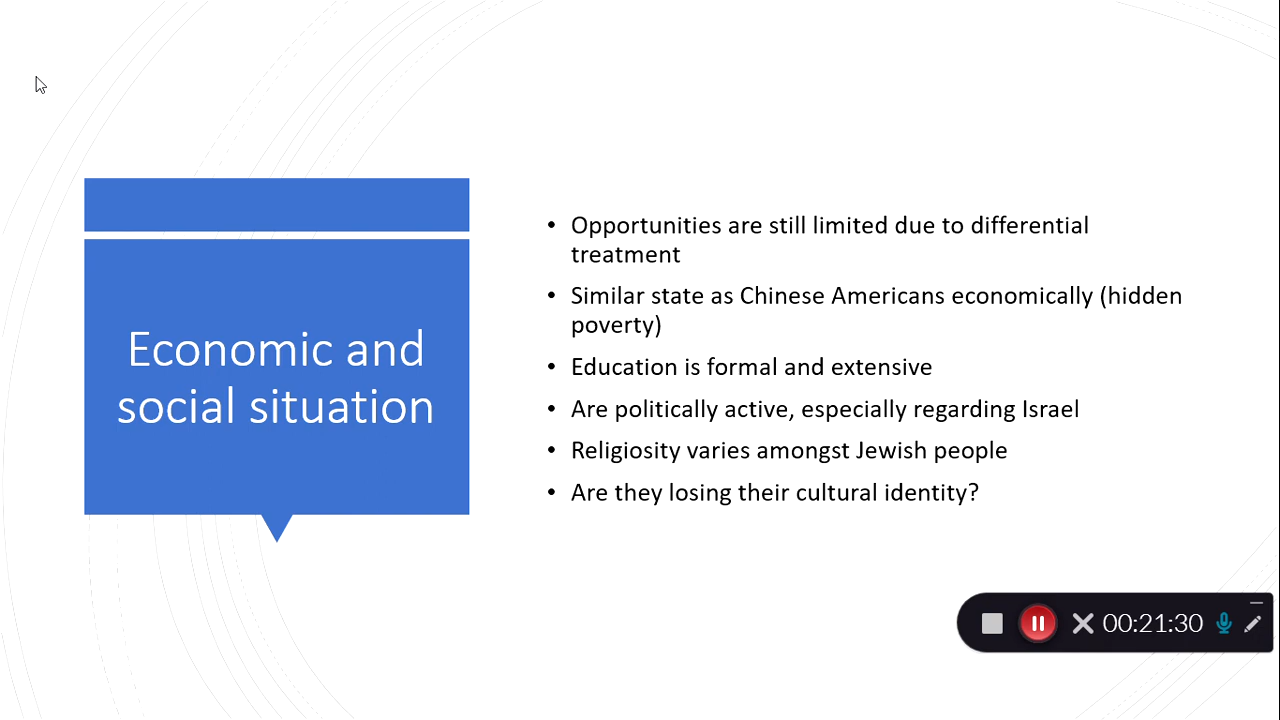 Economic and
social situation
• Opportunities are still limited due to differential
treatment
• Similar state as Chinese Americans economically (hidden
poverty)
• Education is formal and extensive
• Are politically active, especially regarding Israel
• Religiosity varies amongst Jewish people
• Are they losing their cultural identity?
00:21:30